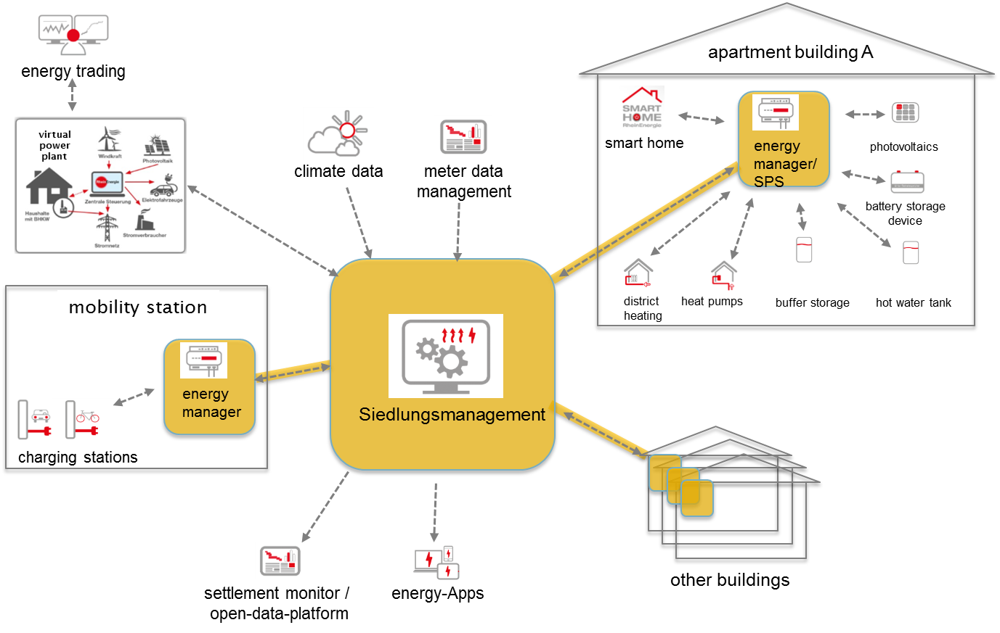 energy trading
virtual
power
plant
Windkraft
Photovoltaik
RheinEnergie
Elektrofahrzeuge
Zentrale Steuerung
Haushalte
mit BHKW
Stromverbraucher
Stromnetz
climate data
meter data
management
apartment building A
SMART
HOME
RheinEnergie
smart home
energy
manager/
SPS
photovoltaics
battery storage
device
district
heating
heat pumps
buffer storage
hot water tank
mobility station
energy
manager
charging stations
Siedlungsmanagement
settlement monitor /
open-data-platform
energy-Apps
other buildings